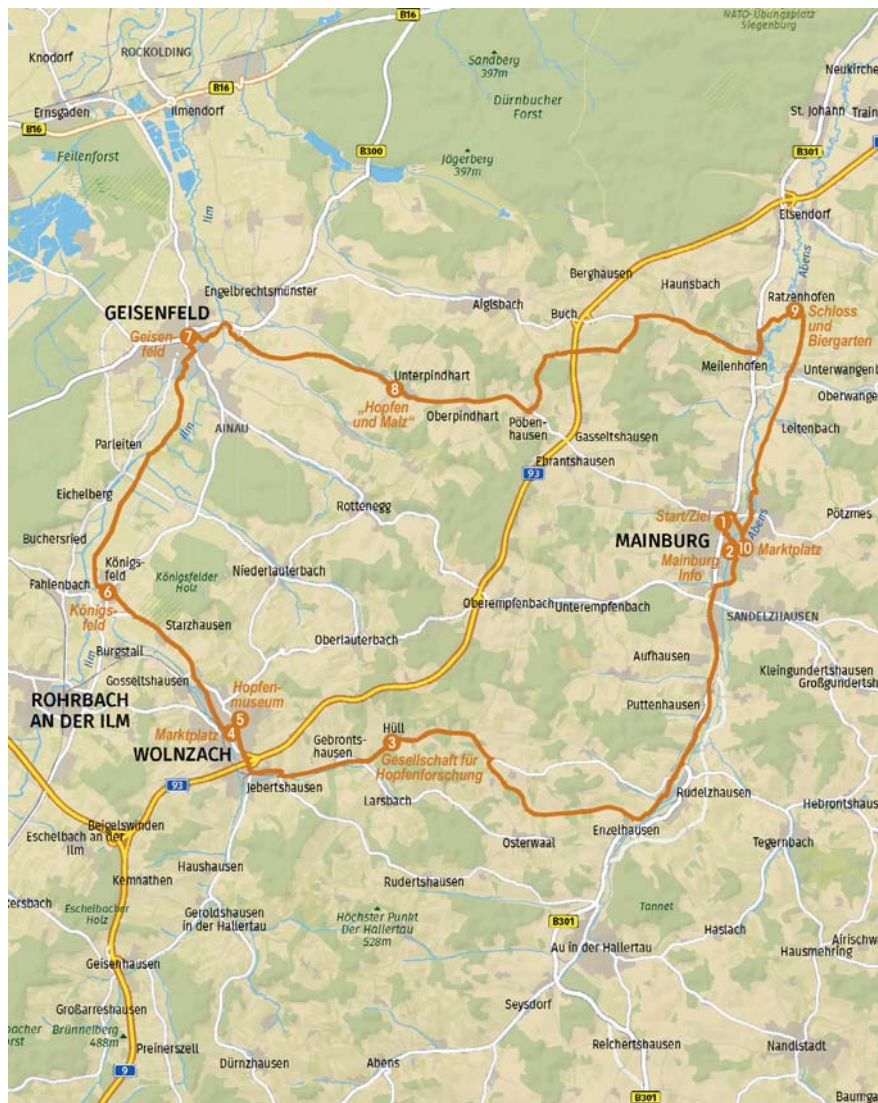 B16
NATO-Übungsplatz
Siegenburg
ROCKOLDING
Knodorf
Sandberg
397m
Neukirche
B16
Ilmendorf
Dürnbucher
Forst
Ernsgaden
St. Johann
Train
B16
B300
B301
Feilenforst
Jägerberg
397m
Ilm
Elsendorf
Abens
Berghausen
Haunsbach
Engelbrechtsmünster
Aiglsbach
Ratzenhofen
GEISENFELD
Buch
9
Schloss
und
Biergarten
7
Geisen-
feld
Meilenhofen
Unterpindhart
Unterwangenb
8
„Hopfen
und Malz“
Oberpindhart
Oberwange
Pöben-
hausen
Leitenbach
Ilm
AINAU
Gasseltshausen
Parleiten
Ebrantshausen
93
Eichelberg
Rottenegg
Start/Ziel
1
Abens
Pötzmes
MAINBURG
2
10
Marktplatz
Mainburg
Info
Buchersried
Königs-
feld
Königsfelder
Holz
Niederlauterbach
Fahlenbach
6
Königs-
feld
Oberempfenbach
Unterempfenbach
SANDELZHAUSEN
Starzhausen
Oberlauterbach
Ilm
Burgstall
Aufhausen
Kleingundertshausen
Großgundertsh
Gosseltshausen
ROHRBACH
AN DER ILM
Hopfen-
museum
5
Puttenhausen
Marktplatz
4
WOLNZACH
Hüll
3
Gebronts-
hausen
Gesellschaft für
Hopfenforschung
93
Jebertshausen
Rudelzhausen
Larsbach
Hebrontshaus
Beigelswinden
Enzelhausen
Eschelbach an der
Ilm
Osterwaal
Tegernbach
Haushausen
Kemnathen
Rudertshausen
Eschelbacher
Holz
Geroldshausen
in der Hallertau
Höchster Punkt
Der Hallertau
528m
Tannet
B301
Haslach
Airischw
Au in der Hallertau
Hausmehring
Geisenhausen
Großarreshausen
Seysdorf
Brünnelberg
488m
Preinerszell
Reichertshausen
Nandlstadt
Dürnzhausen
Abens
9
B301
Baumga